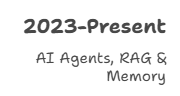 2023-Present
AI Agents, RAG &
Memory